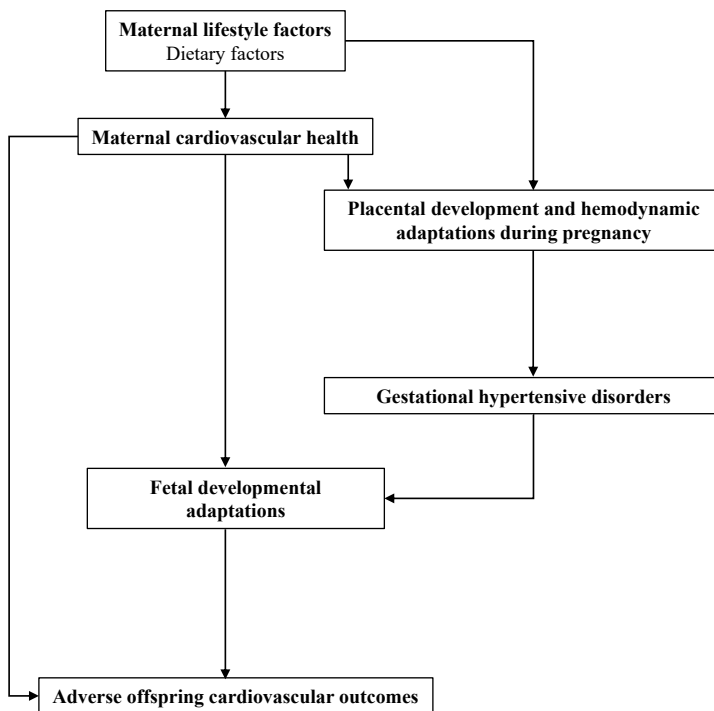 Maternal lifestyle factors
Dietary factors
Maternal cardiovascular health
Placental development and hemodynamic
adaptations during pregnancy
Gestational hypertensive disorders
Fetal developmental
adaptations
Adverse offspring cardiovascular outcomes